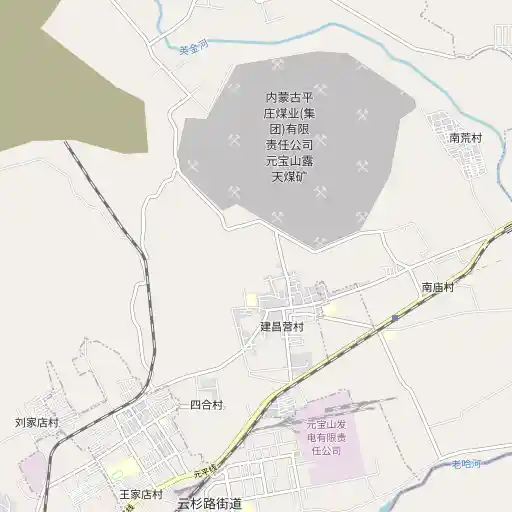 英金河
内蒙古平
庄煤业(集
团)有限
责任公司
元宝山露
天煤矿
南荒村
南庙村
建昌营村
四合村
刘家店村
元宝山发
电有限责
任公司
元平线
老哈河
王家店村
云杉路街道
线